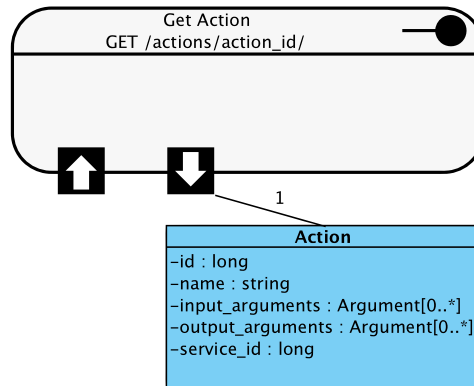 Get Action
GET /actions/action_id/
1
Action
-id : long
-name : string
-input_arguments : Argument[0..*]
-output_arguments : Argument[0..*]
-service_id : long